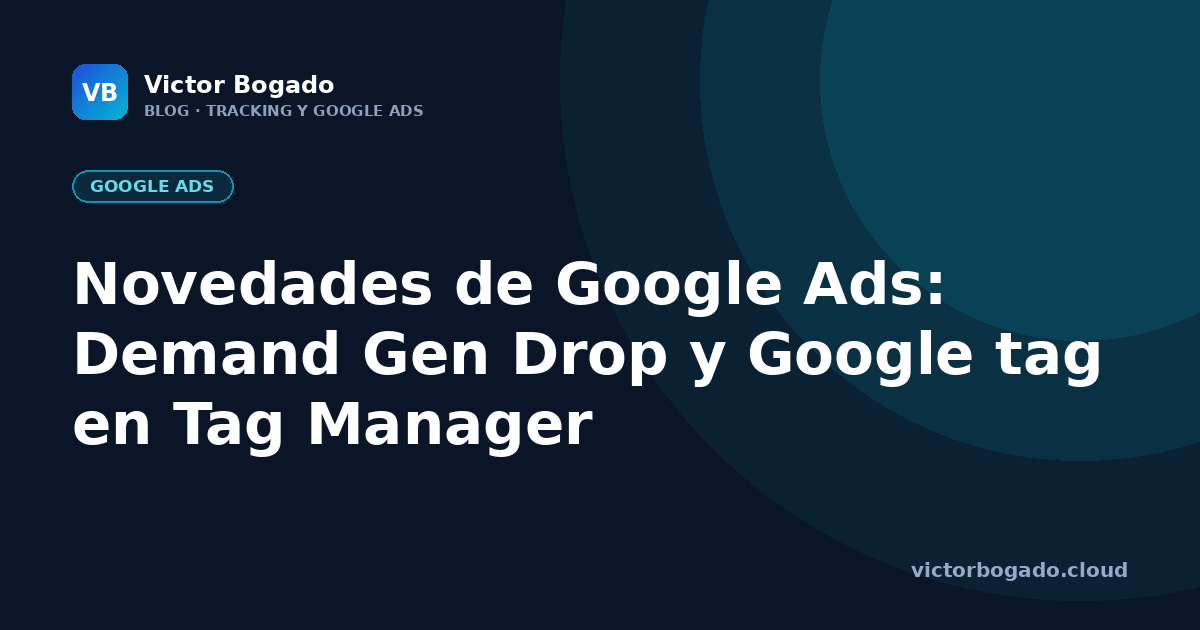 VB
Victor Bogado
BLOG · TRACKING Y GOOGLE ADS
GOOGLE ADS
Novedades de Google Ads:
Demand Gen Drop y Google tag
en Tag Manager
victorbogado.cloud